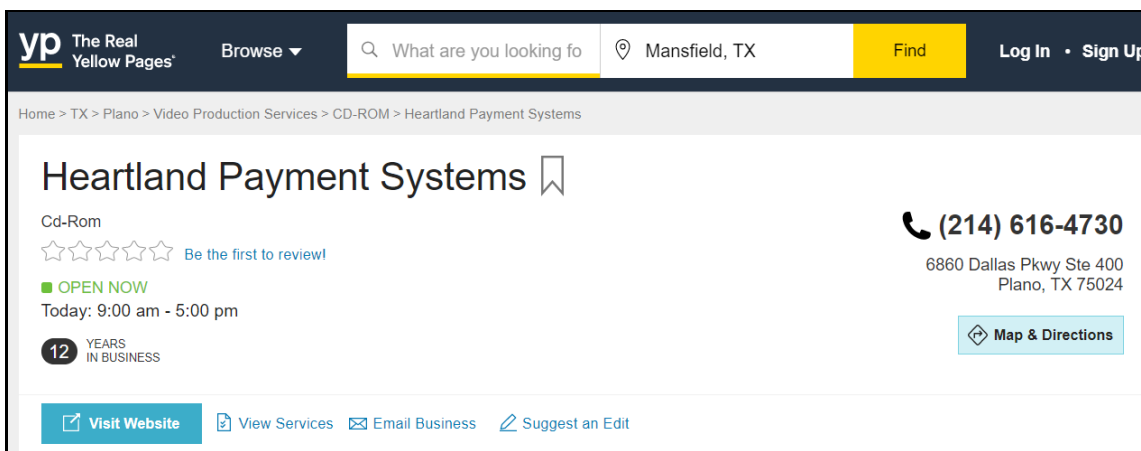 yp The Real
Yellow Pages®
Browse
What are you looking fo
Mansfield, TX
Find
Log In • Sign Up
Home > TX > Plano > Video Production Services > CD-ROM > Heartland Payment Systems
Heartland Payment Systems
Cd-Rom
Be the first to review!
OPEN NOW
Today: 9:00 am - 5:00 pm
12 YEARS
IN BUSINESS
(214) 616-4730
6860 Dallas Pkwy Ste 400
Plano, TX 75024
Map & Directions
Visit Website
View Services
Email Business
Suggest an Edit